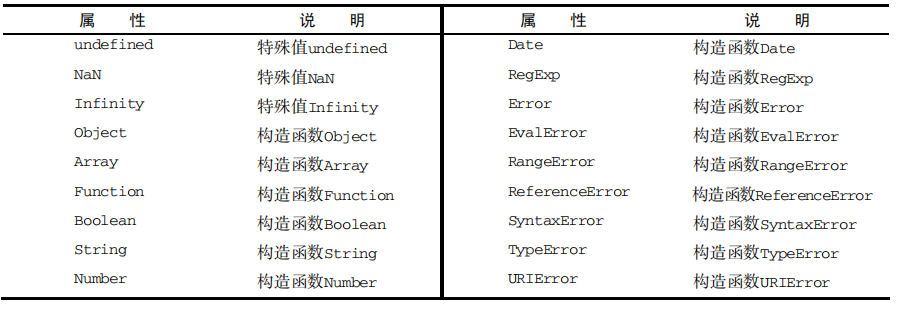 属 性 说 明 属 性 说 明
undefined 特殊值undefined Date 构造函数Date
NaN 特殊值NaN RegExp 构造函数RegExp
Infinity 特殊值Infinity Error 构造函数Error
Object 构造函数Object EvalError 构造函数EvalError
Array 构造函数Array RangeError 构造函数RangeError
Function 构造函数Function ReferenceError 构造函数ReferenceError
Boolean 构造函数Boolean SyntaxError 构造函数SyntaxError
String 构造函数String TypeError 构造函数TypeError
Number 构造函数Number URIError 构造函数URIError